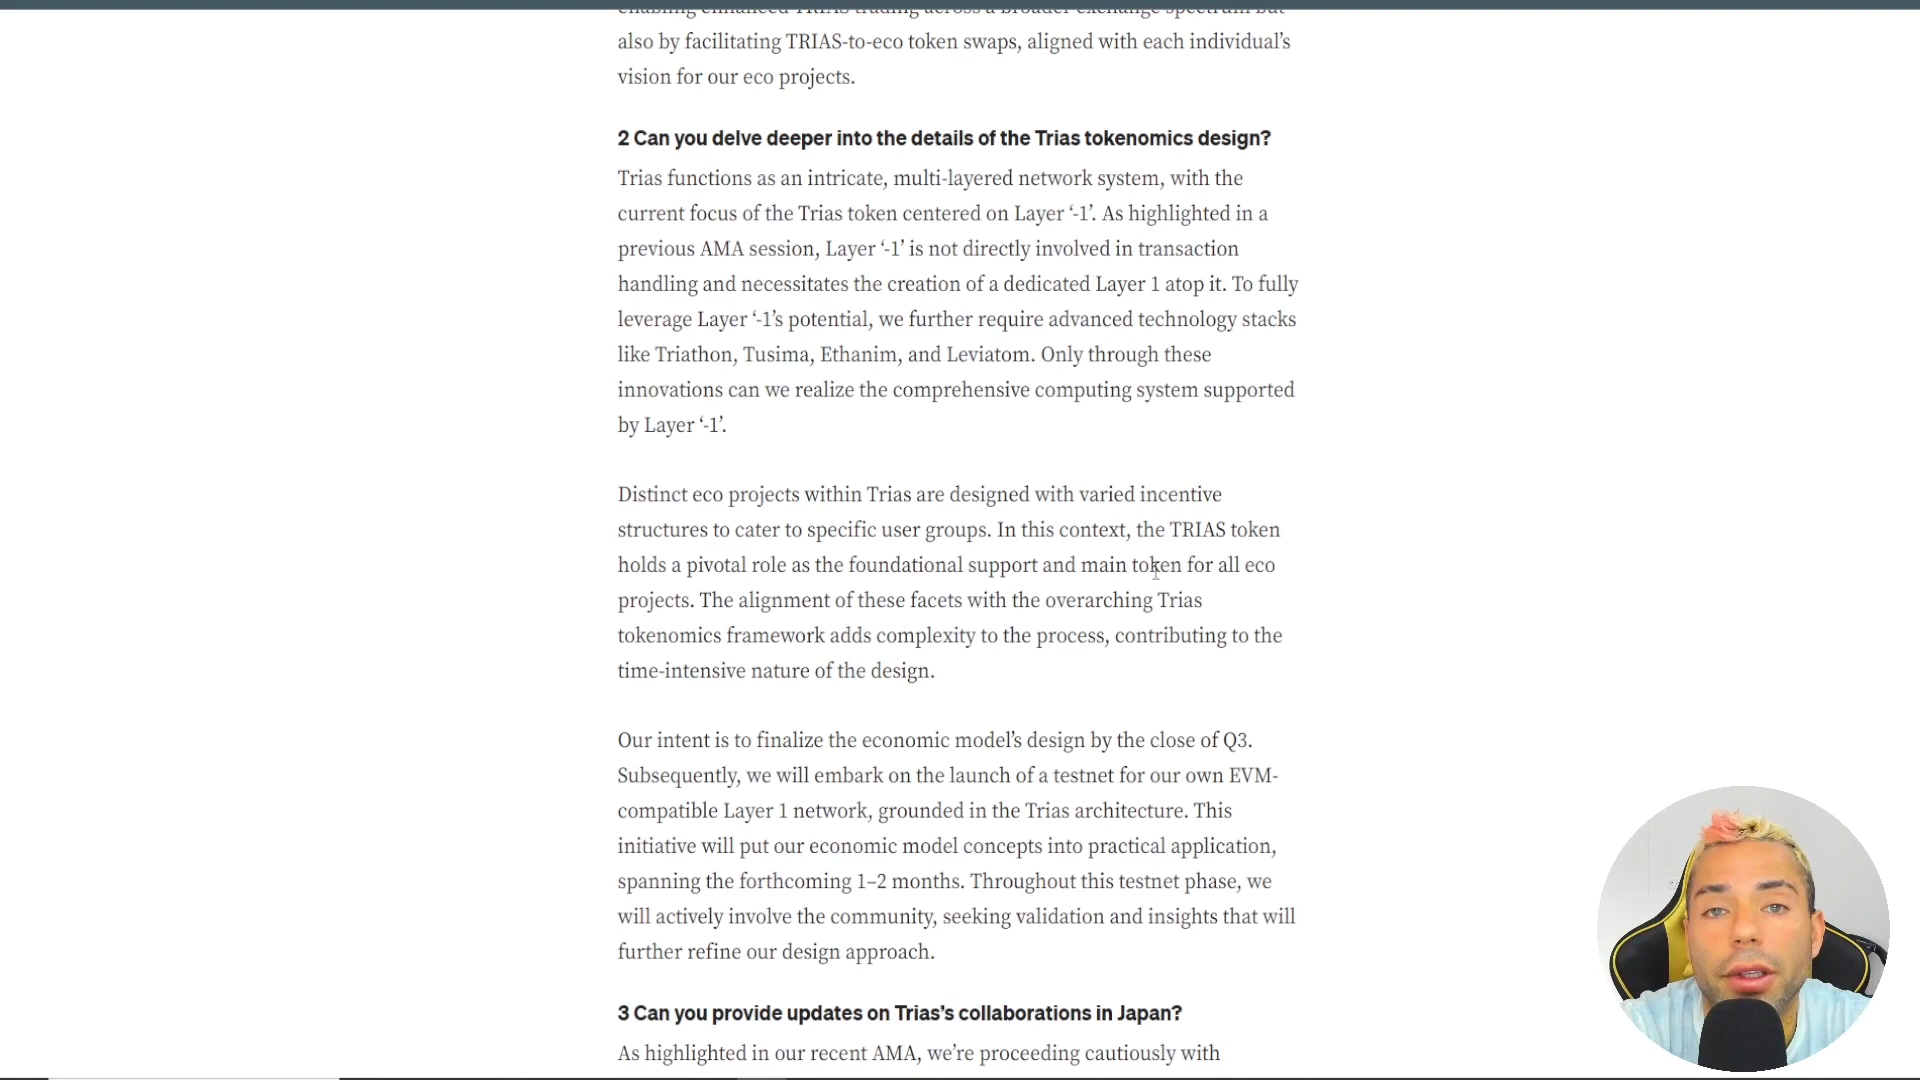 enabling enhanced TRIAS trading across a broader exchange spectrum but
also by facilitating TRIAS-to-eco token swaps, aligned with each individual’s
vision for our eco projects.
2 Can you delve deeper into the details of the Trias tokenomics design?
Trias functions as an intricate, multi-layered network system, with the
current focus of the Trias token centered on Layer ‘-1’. As highlighted in a
previous AMA session, Layer ‘-1’ is not directly involved in transaction
handling and necessitates the creation of a dedicated Layer 1 atop it. To fully
leverage Layer ‘-1’s potential, we further require advanced technology stacks
like Triathon, Tusima, Ethanim, and Leviatom. Only through these
innovations can we realize the comprehensive computing system supported
by Layer ‘-1’.
Distinct eco projects within Trias are designed with varied incentive
structures to cater to specific user groups. In this context, the TRIAS token
holds a pivotal role as the foundational support and main token for all eco
projects. The alignment of these facets with the overarching Trias
tokenomics framework adds complexity to the process, contributing to the
time-intensive nature of the design.
Our intent is to finalize the economic model’s design by the close of Q3.
Subsequently, we will embark on the launch of a testnet for our own EVM-
compatible Layer 1 network, grounded in the Trias architecture. This
initiative will put our economic model concepts into practical application,
spanning the forthcoming 1–2 months. Throughout this testnet phase, we
will actively involve the community, seeking validation and insights that will
further refine our design approach.
3 Can you provide updates on Trias’s collaborations in Japan?
As highlighted in our recent AMA, we’re proceeding cautiously with